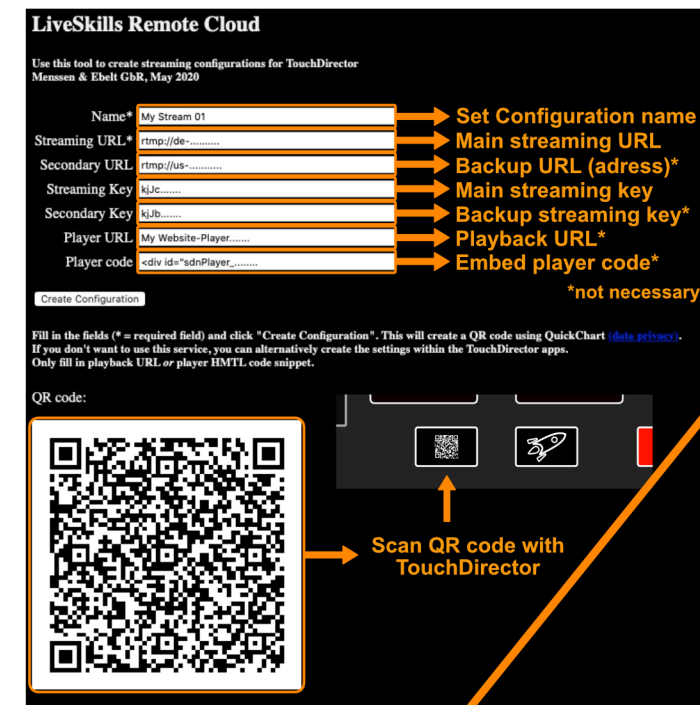 LiveSkills Remote Cloud
Use this tool to create streaming configurations for TouchDirector
Menssen & Ebelt GbR, May 2020
Name* My Stream 01 Set Configuration name
Streaming URL* rtmp://de-.......... Main streaming URL
Secondary URL rtmp://us-........... Backup URL (adress)*
Streaming Key kjJc....... Main streaming key
Secondary Key kjJb....... Backup streaming key*
Player URL My Website-Player....... Playback URL*
Player code <div id="sdnPlayer_........ Embed player code*
*not necessary
Create Configuration
Fill in the fields (* = required field) and click "Create Configuration". This will create a QR code using QuickChart (data privacy).
If you don't want to use this service, you can alternatively create the settings within the TouchDirector apps.
Only fill in playback URL or player HMTL code snippet.
QR code:
Scan QR code with
TouchDirector